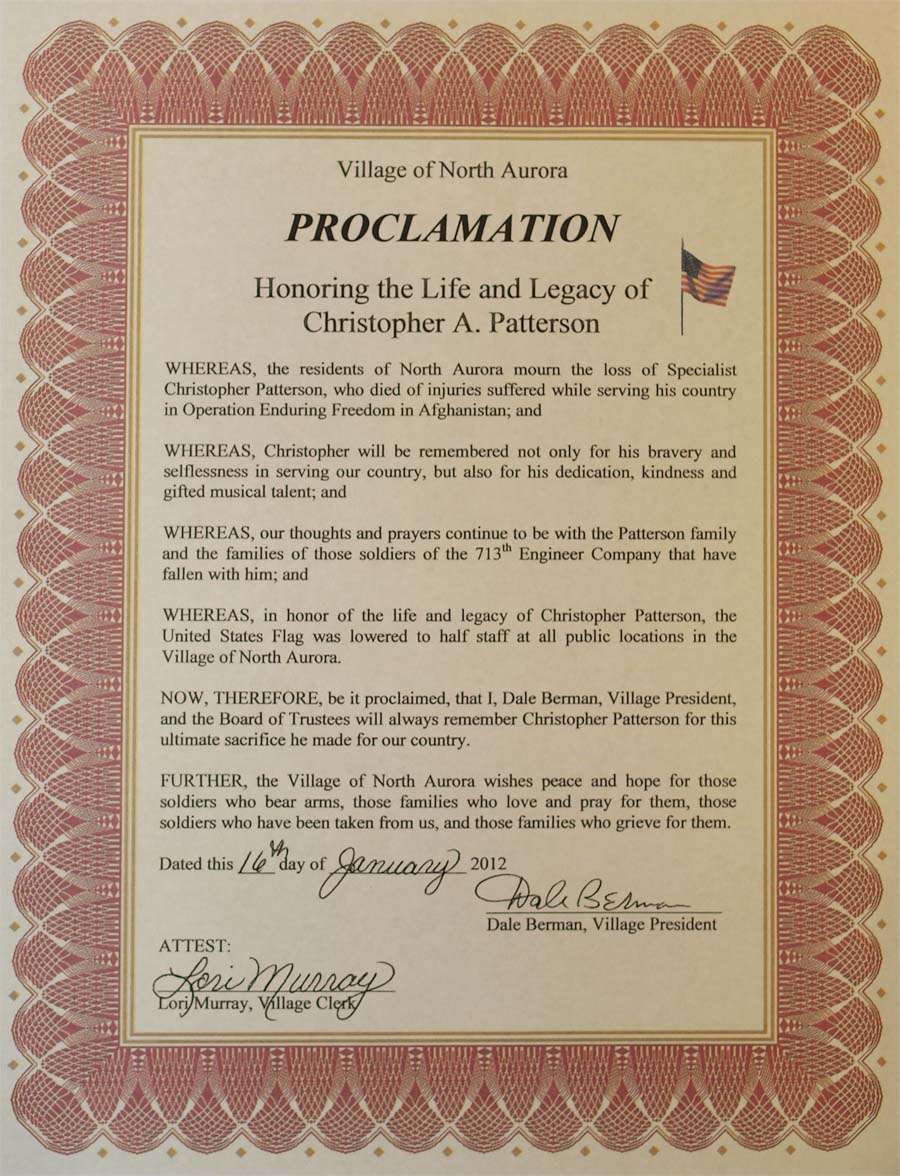 Village of North Aurora
PROCLAMATION
Honoring the Life and Legacy of
Christopher A. Patterson
WHEREAS, the residents of North Aurora mourn the loss of Specialist
Christopher Patterson, who died of injuries suffered while serving his country
in Operation Enduring Freedom in Afghanistan; and
WHEREAS, Christopher will be remembered not only for his bravery and
selflessness in serving our country, but also for his dedication, kindness and
gifted musical talent; and
WHEREAS, our thoughts and prayers continue to be with the Patterson family
and the families of those soldiers of the 713th Engineer Company that have
fallen with him; and
WHEREAS, in honor of the life and legacy of Christopher Patterson, the
United States Flag was lowered to half staff at all public locations in the
Village of North Aurora.
NOW, THEREFORE, be it proclaimed, that I, Dale Berman, Village President,
and the Board of Trustees will always remember Christopher Patterson for this
ultimate sacrifice he made for our country.
FURTHER, the Village of North Aurora wishes peace and hope for those
soldiers who bear arms, those families who love and pray for them, those
soldiers who have been taken from us, and those families who grieve for them.
Dated this 16th day of January 2012
Dale Berman
Dale Berman, Village President
ATTEST:
Lori Murray
Lori Murray, Village Clerk